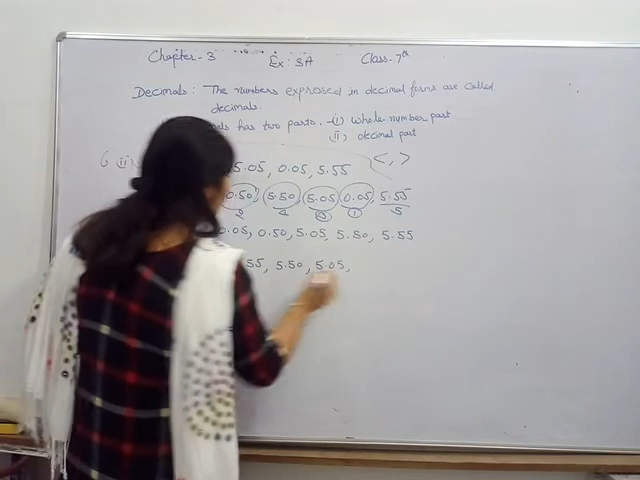 Chapter-3 Ex: 3A Class-7th
Decimals: The numbers expresed in decimal forms are called
decimals.
has two parts. (i) whole number part
(ii) decimal part
6 (ii) 5.05, 0.05, 5.55 <, >
0.50, 5.50, 5.05, 0.05, 5.55
2 4 3 1 5
0.05, 0.50, 5.05, 5.50, 5.55
55, 5.50, 5.05,